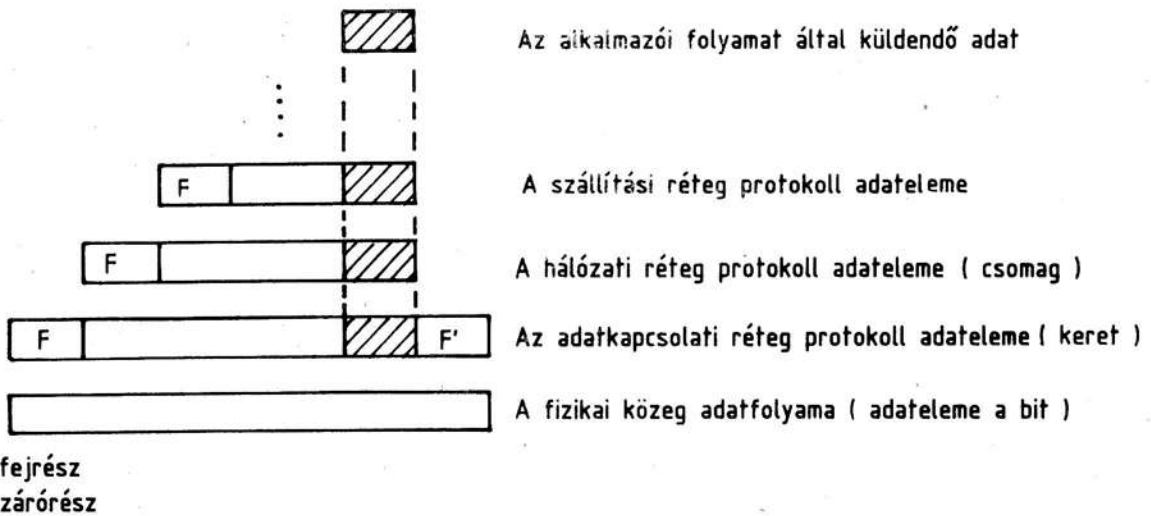 Az alkalmazói folyamat által küldendő adat
F
A szállítási réteg protokoll adateleme
F
A hálózati réteg protokoll adateleme ( csomag )
F F' Az adatkapcsolati réteg protokoll adateleme ( keret )
A fizikai közeg adatfolyama ( adateleme a bit )
fejrész
zárórész